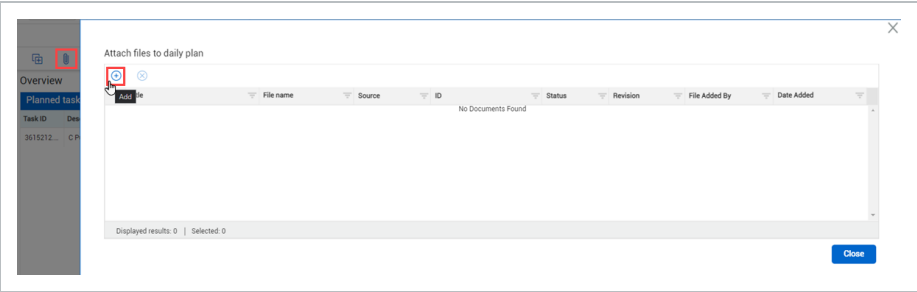 Attach files to daily plan
Overview
Add
Planned task
Task ID Des
File name Source ID Status Revision File Added By Date Added
No Documents Found
3615212... C P
Displayed results: 0 | Selected: 0
Close